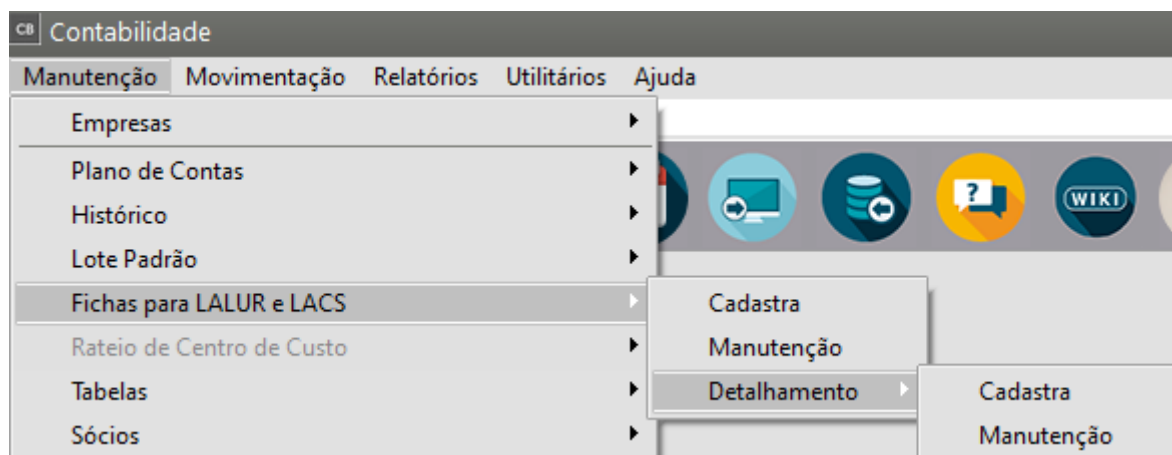 CB Contabilidade
Manutenção Movimentação Relatórios Utilitários Ajuda
Empresas
Plano de Contas
Histórico
Lote Padrão
Fichas para LALUR e LACS
Rateio de Centro de Custo
Tabelas
Sócios
Cadastra
Manutenção
Detalhamento
Cadastra
Manutenção
?
WIKI